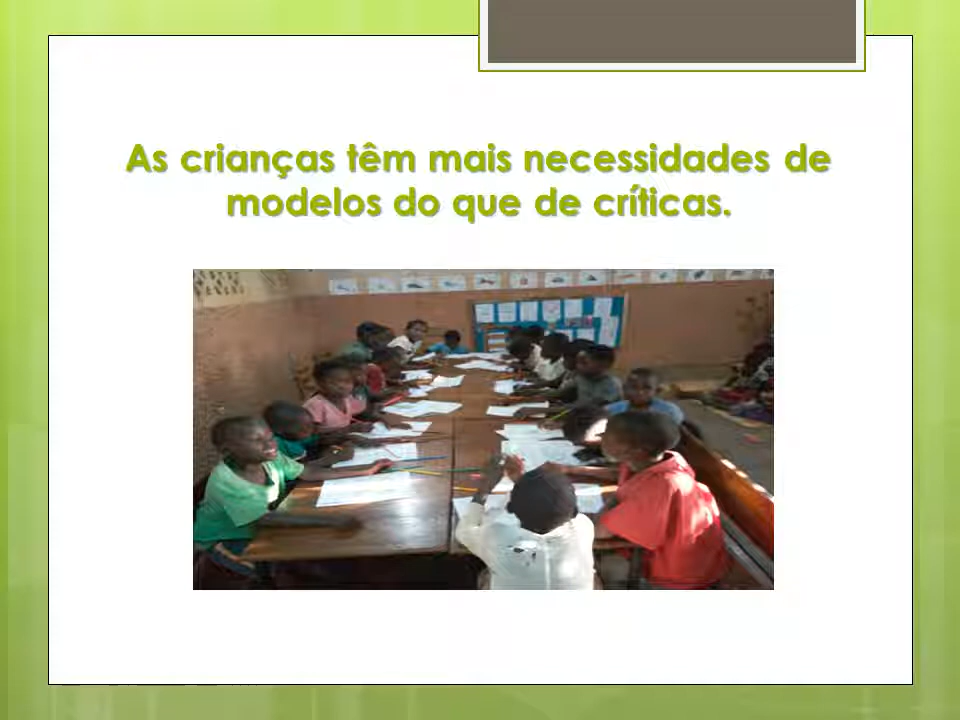 As crianças têm mais necessidades de
modelos do que de críticas.